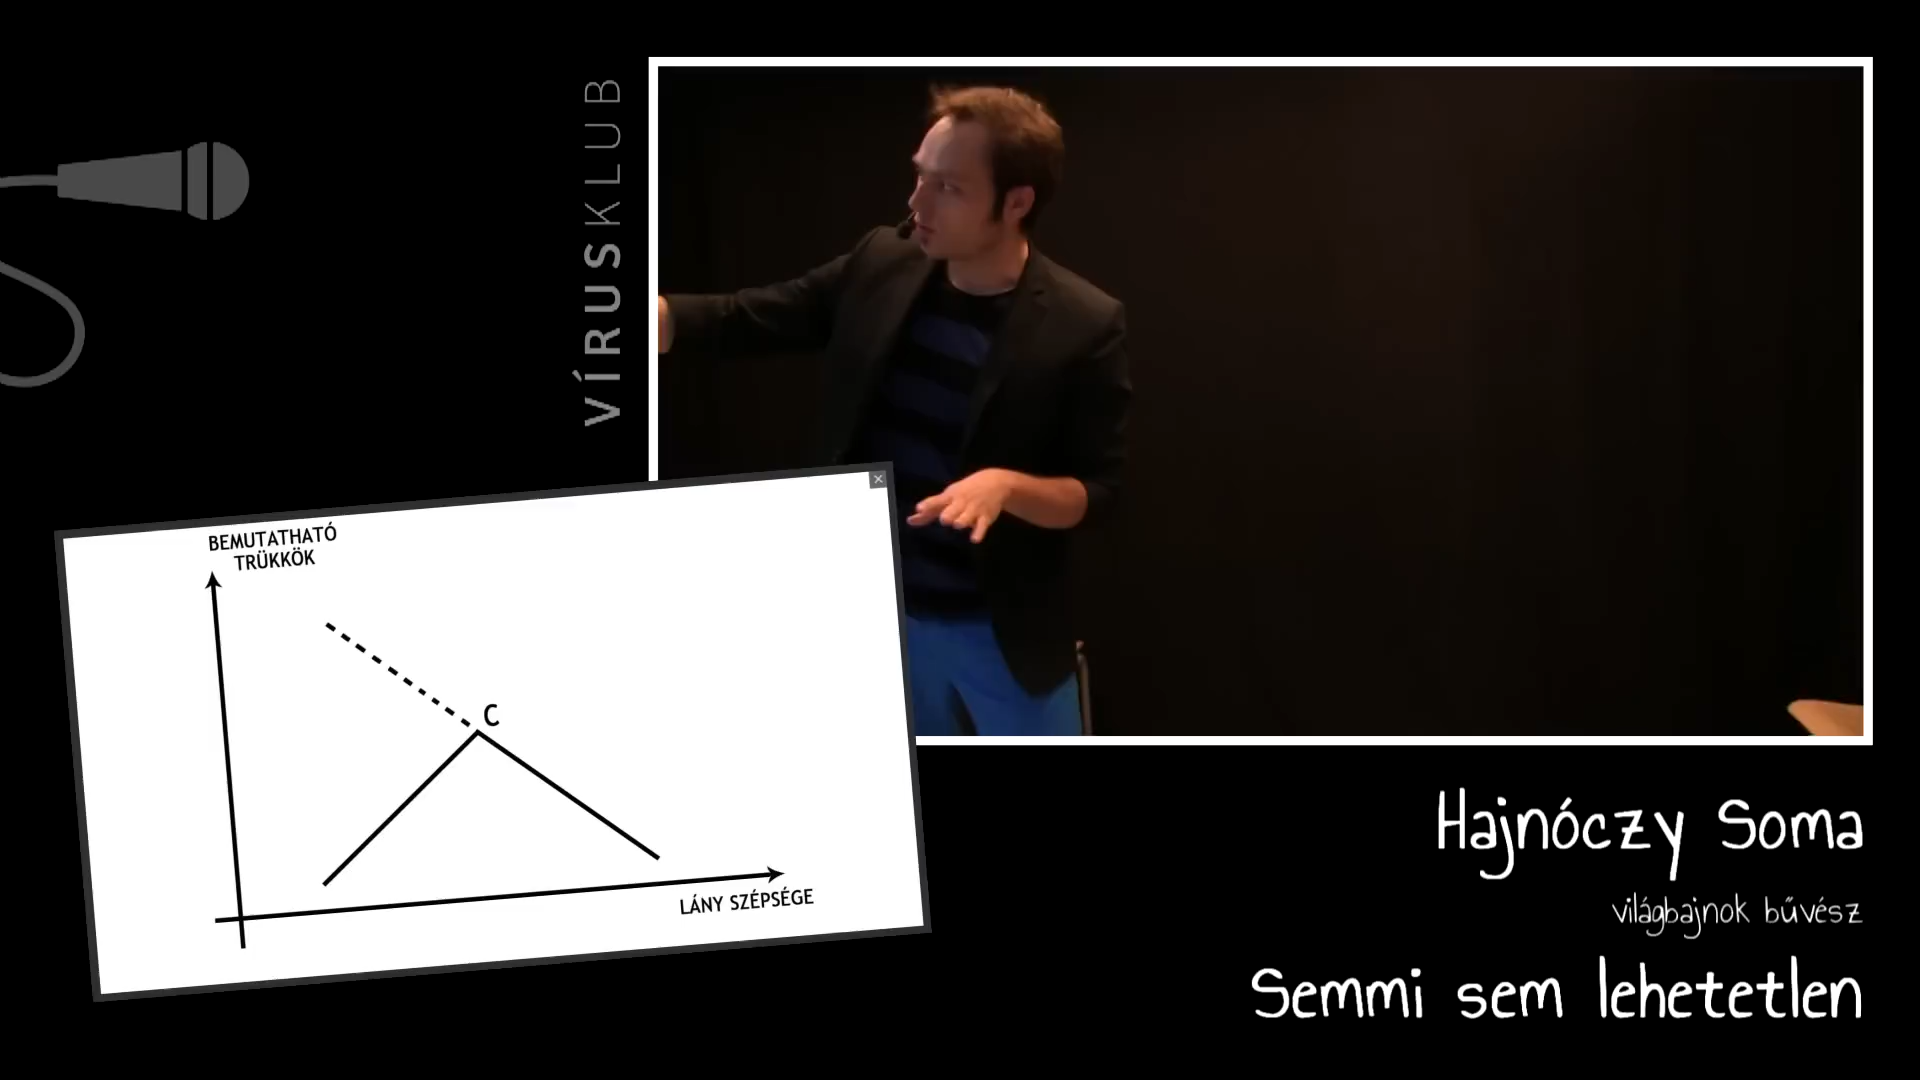 VÍRUSKLUB
BEMUTATHATÓ
TRÜKKÖK
C
LÁNY SZÉPSÉGE
Hajnóczy Soma
világbajnok bűvész
Semmi sem lehetetlen